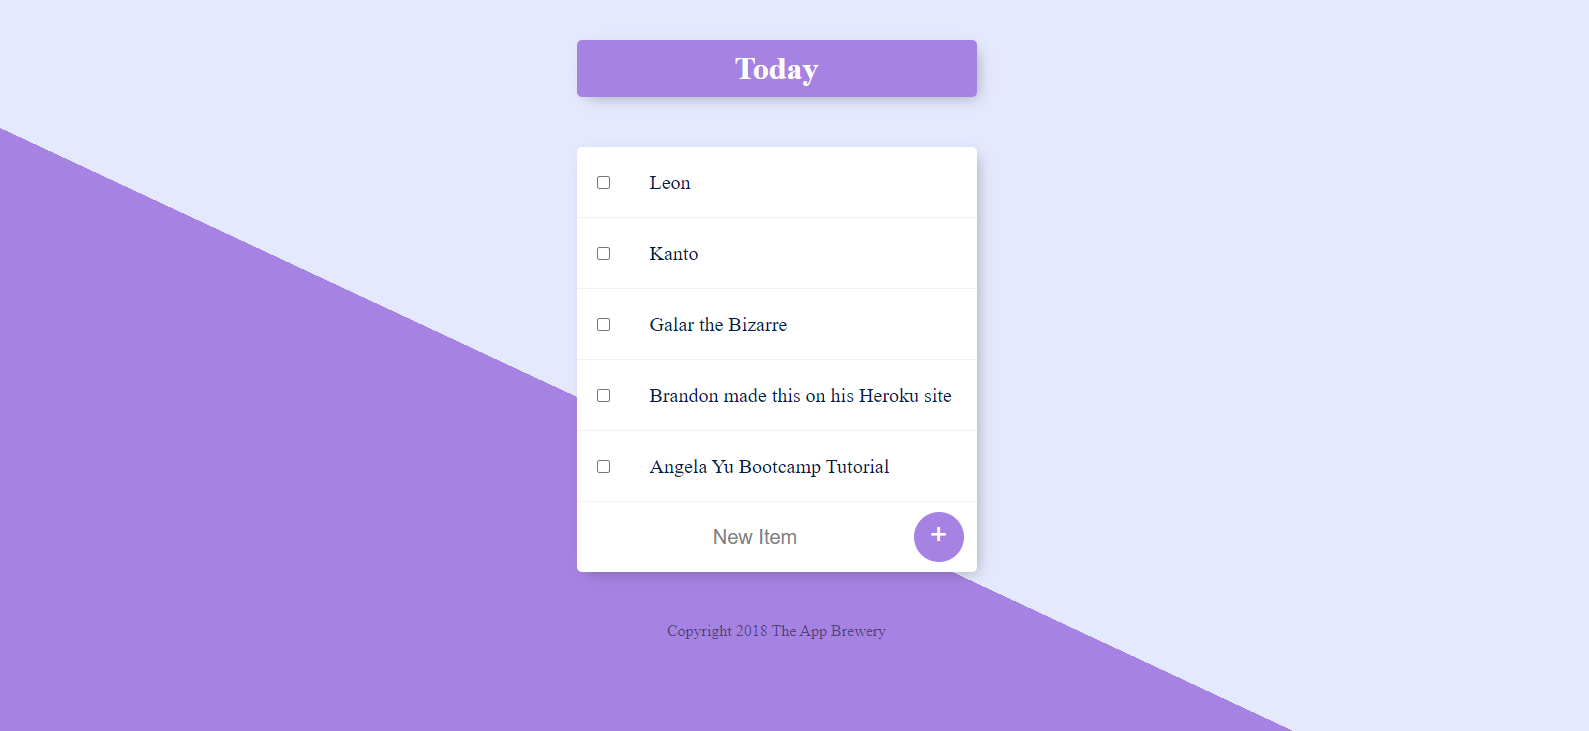 Today
Leon
Kanto
Galar the Bizarre
Brandon made this on his Heroku site
Angela Yu Bootcamp Tutorial
New Item +
Copyright 2018 The App Brewery